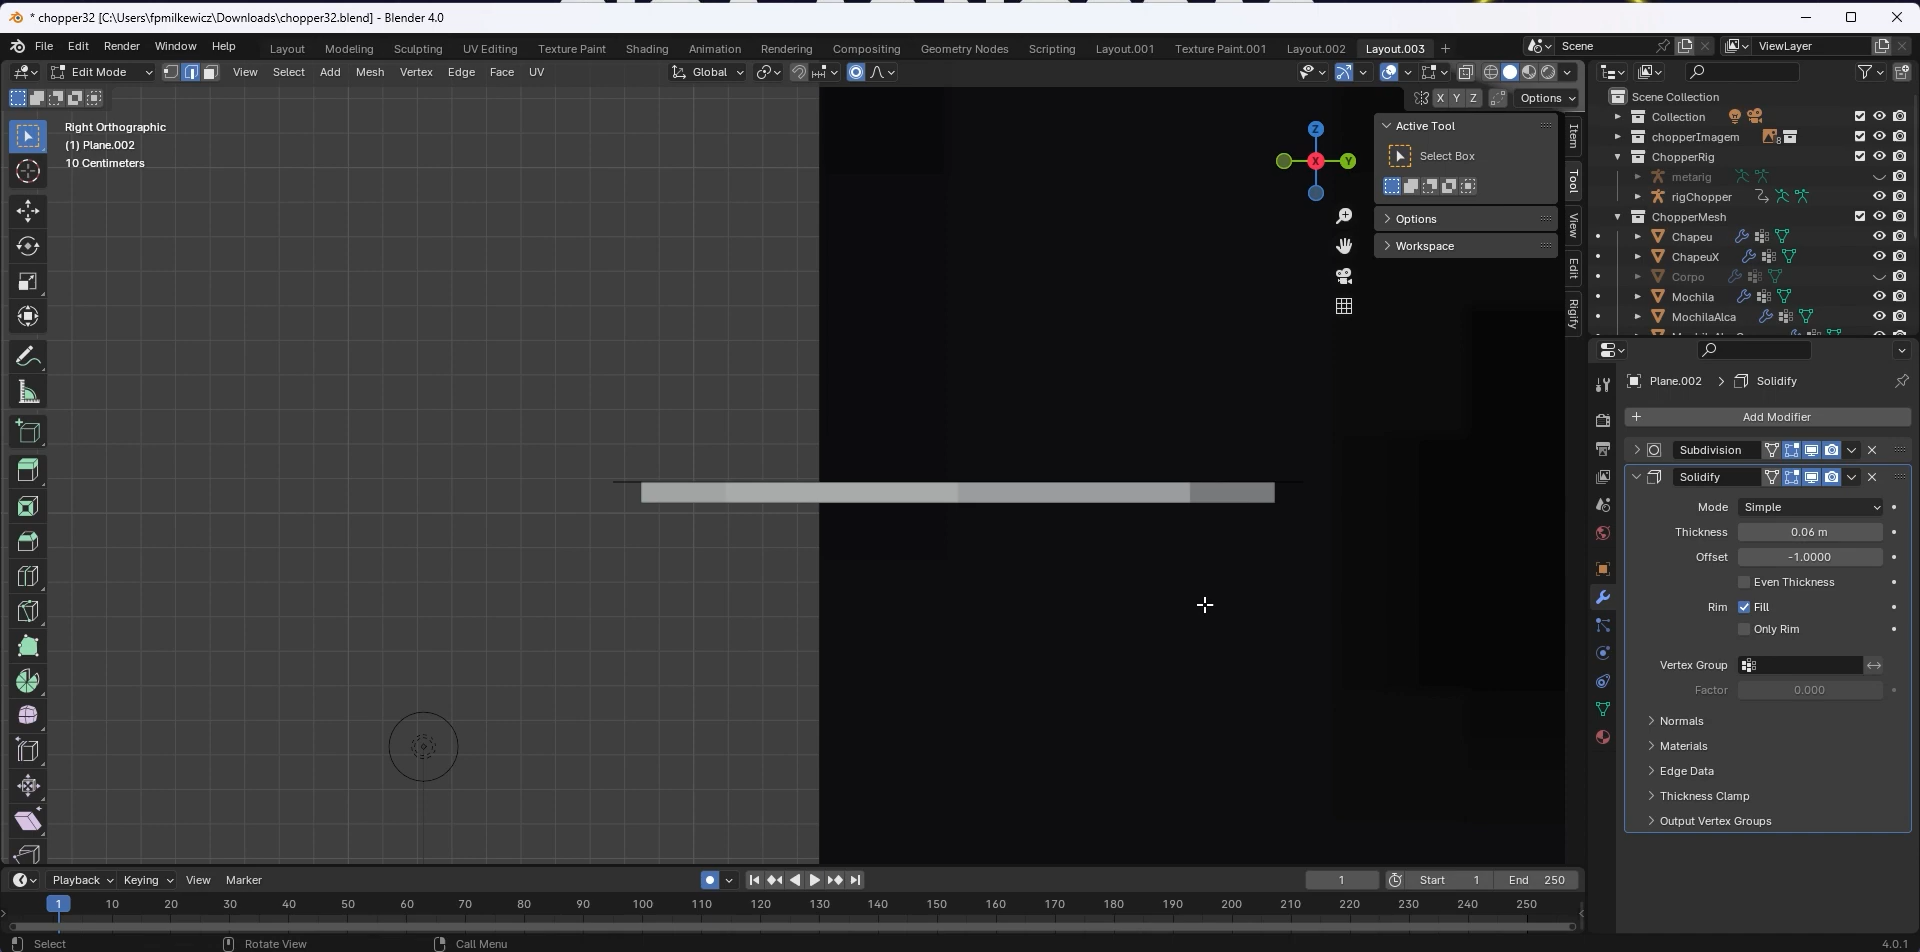 * chopper32 [C:\Users\fpmilkewicz\Downloads\chopper32.blend] - Blender 4.0
File Edit Render Window Help Layout Modeling Sculpting UV Editing Texture Paint Shading Animation Rendering Compositing Geometry Nodes Scripting Layout.001 Texture Paint.001 Layout.002 Layout.003 + Scene ViewLayer
Edit Mode View Select Add Mesh Vertex Edge Face UV Global
X Y Z Options
Right Orthographic
(1) Plane.002
10 Centimeters
Z
X
Y
Active Tool
Select Box
Options
Workspace
Item
Tool
View
Edit
Rigify
Scene Collection
Collection
chopperImagem
ChopperRig
metarig
rigChopper
ChopperMesh
Chapeu
ChapeuX
Corpo
Mochila
MochilaAlca
Plane.002 > Solidify
+ Add Modifier
Subdivision
Solidify
Mode Simple
Thickness 0.06 m
Offset -1.0000
Even Thickness
Rim Fill
Only Rim
Vertex Group
Factor 0.000
Normals
Materials
Edge Data
Thickness Clamp
Output Vertex Groups
Playback Keying View Marker 1 Start 1 End 250
1 10 20 30 40 50 60 70 80 90 100 110 120 130 140 150 160 170 180 190 200 210 220 230 240 250
Select Rotate View Call Menu 4.0.1